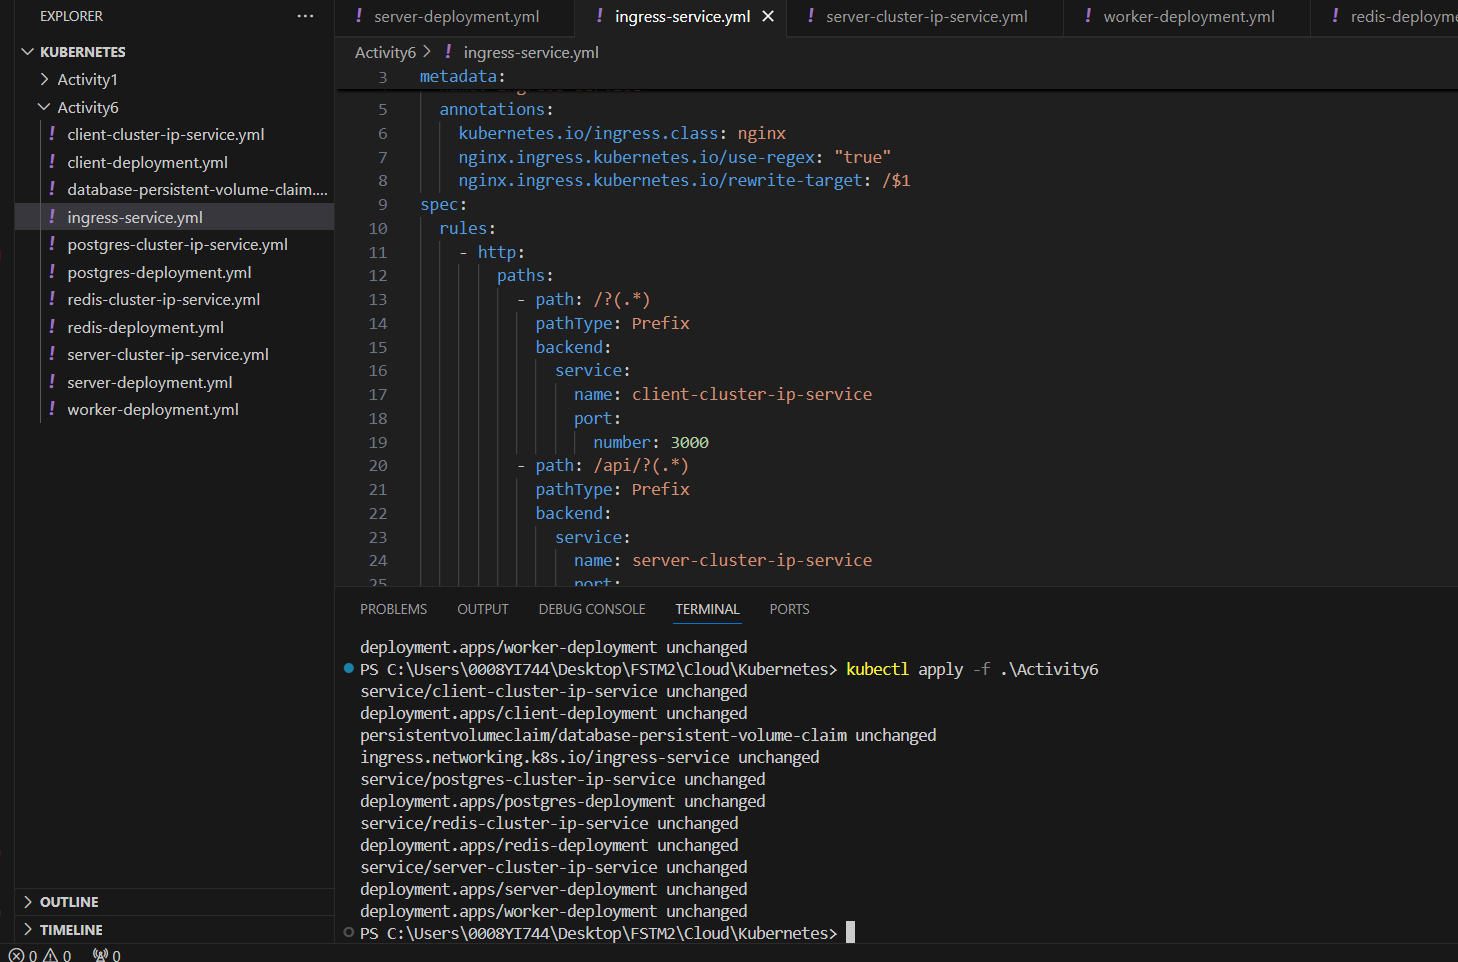 EXPLORER ...
KUBERNETES
Activity1
Activity6
! client-cluster-ip-service.yml
! client-deployment.yml
! database-persistent-volume-claim....
! ingress-service.yml
! postgres-cluster-ip-service.yml
! postgres-deployment.yml
! redis-cluster-ip-service.yml
! redis-deployment.yml
! server-cluster-ip-service.yml
! server-deployment.yml
! worker-deployment.yml
OUTLINE
TIMELINE
! server-deployment.yml ! ingress-service.yml ! server-cluster-ip-service.yml ! worker-deployment.yml ! redis-deployme
Activity6 > ! ingress-service.yml
3 metadata:
5 annotations:
6 kubernetes.io/ingress.class: nginx
7 nginx.ingress.kubernetes.io/use-regex: "true"
8 nginx.ingress.kubernetes.io/rewrite-target: /$1
9 spec:
10 rules:
11 - http:
12 paths:
13 - path: /?(.*)
14 pathType: Prefix
15 backend:
16 service:
17 name: client-cluster-ip-service
18 port:
19 number: 3000
20 - path: /api/?(.*)
21 pathType: Prefix
22 backend:
23 service:
24 name: server-cluster-ip-service
25 port:
PROBLEMS OUTPUT DEBUG CONSOLE TERMINAL PORTS
deployment.apps/worker-deployment unchanged
PS C:\Users\0008YI744\Desktop\FSTM2\Cloud\Kubernetes> kubectl apply -f .\Activity6
service/client-cluster-ip-service unchanged
deployment.apps/client-deployment unchanged
persistentvolumeclaim/database-persistent-volume-claim unchanged
ingress.networking.k8s.io/ingress-service unchanged
service/postgres-cluster-ip-service unchanged
deployment.apps/postgres-deployment unchanged
service/redis-cluster-ip-service unchanged
deployment.apps/redis-deployment unchanged
service/server-cluster-ip-service unchanged
deployment.apps/server-deployment unchanged
deployment.apps/worker-deployment unchanged
PS C:\Users\0008YI744\Desktop\FSTM2\Cloud\Kubernetes>
0 0 0